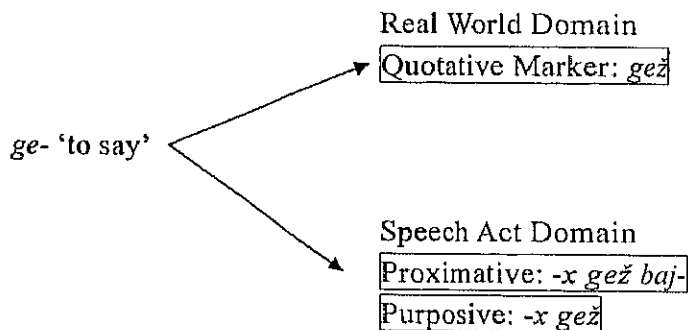 Real World Domain
Quotative Marker: gež
ge- ‘to say’
Speech Act Domain
Proximative: -x gež baj-
Purposive: -x gež